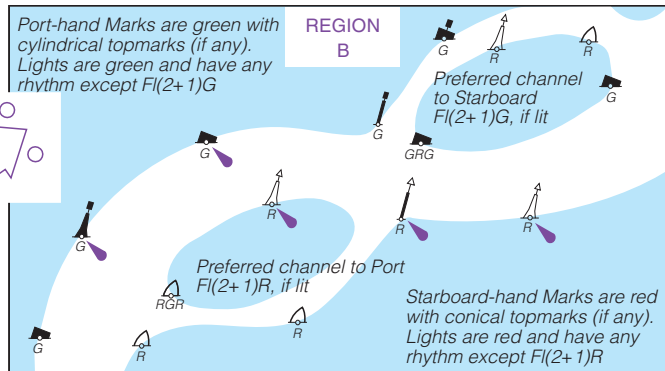 Port-hand Marks are green with
cylindrical topmarks (if any).
Lights are green and have any
rhythm except Fl(2+1)G
REGION
B
G
R
R
Preferred channel
to Starboard
Fl(2+1)G, if lit
G
G
GRG
G
R
R
R
G
Preferred channel to Port
Fl(2+1)R, if lit
RGR
R
G
R
Starboard-hand Marks are red
with conical topmarks (if any).
Lights are red and have any
rhythm except Fl(2+1)R